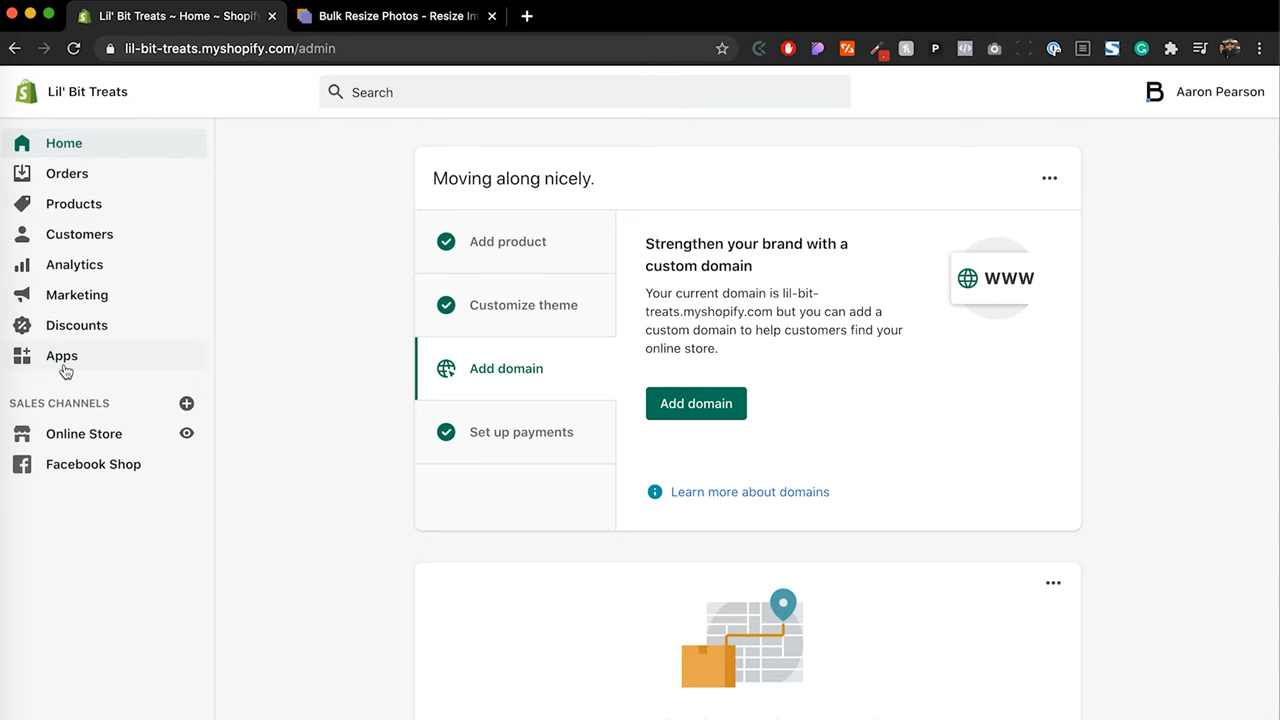 Lil' Bit Treats ~ Home ~ Shopif
Bulk Resize Photos - Resize Im
lil-bit-treats.myshopify.com/admin
Lil' Bit Treats
Search
Aaron Pearson
Home
Orders
Products
Customers
Analytics
Marketing
Discounts
Apps
SALES CHANNELS
Online Store
Facebook Shop
Moving along nicely.
Add product
Customize theme
Add domain
Set up payments
Strengthen your brand with a
custom domain
Your current domain is lil-bit-
treats.myshopify.com but you can add a
custom domain to help customers find your
online store.
Add domain
Learn more about domains
WWW